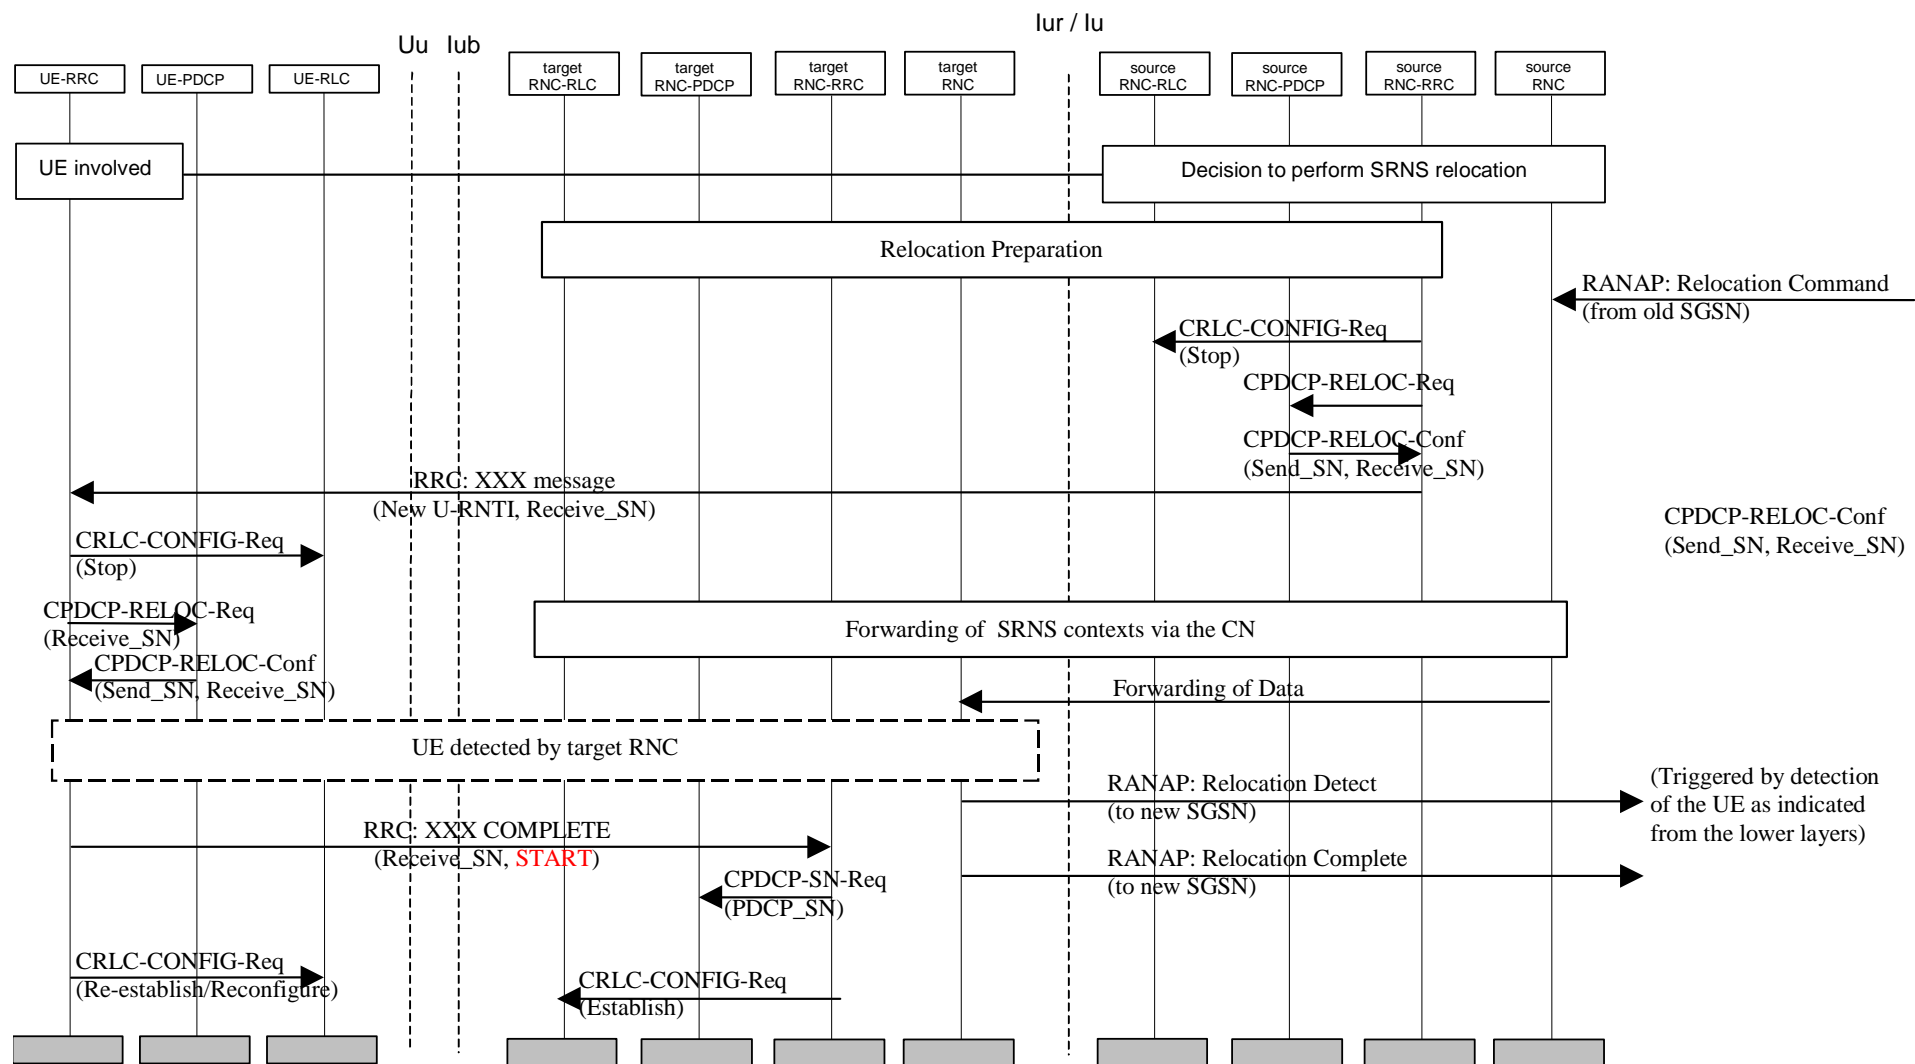 Iur / Iu
Uu
Iub
UE-RRC
UE-PDCP
UE-RLC
target
RNC-RLC
target
RNC-PDCP
target
RNC-RRC
target
RNC
source
RNC-RLC
source
RNC-PDCP
source
RNC-RRC
source
RNC
UE involved
Decision to perform SRNS relocation
Relocation Preparation
RANAP: Relocation Command
(from old SGSN)
CRLC-CONFIG-Req
(Stop)
CPDCP-RELOC-Req
CPDCP-RELOC-Conf
(Send_SN, Receive_SN)
RRC: XXX message
(New U-RNTI, Receive_SN)
CPDCP-RELOC-Conf
(Send_SN, Receive_SN)
CRLC-CONFIG-Req
(Stop)
CPDCP-RELOC-Req
(Receive_SN)
Forwarding of SRNS contexts via the CN
CPDCP-RELOC-Conf
(Send_SN, Receive_SN)
Forwarding of Data
UE detected by target RNC
RANAP: Relocation Detect
(to new SGSN)
(Triggered by detection
of the UE as indicated
from the lower layers)
RRC: XXX COMPLETE
(Receive_SN, START)
RANAP: Relocation Complete
(to new SGSN)
CPDCP-SN-Req
(PDCP_SN)
CRLC-CONFIG-Req
(Re-establish/Reconfigure)
CRLC-CONFIG-Req
(Establish)